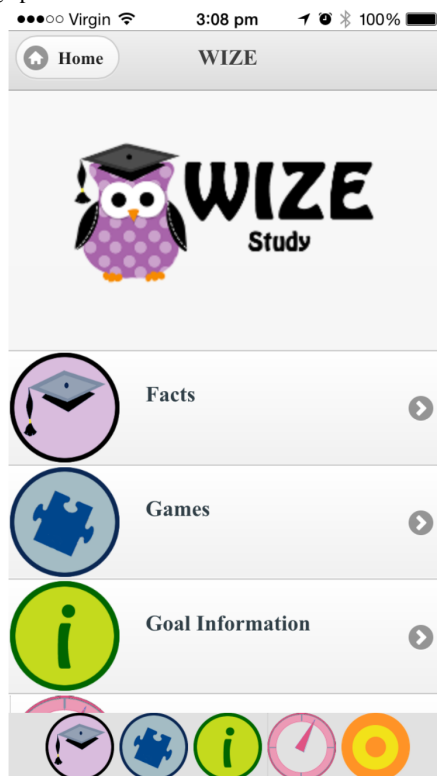 Virgin 3:08 pm 100%
Home WIZE
WIZE
Study
Facts
Games
i Goal Information
i